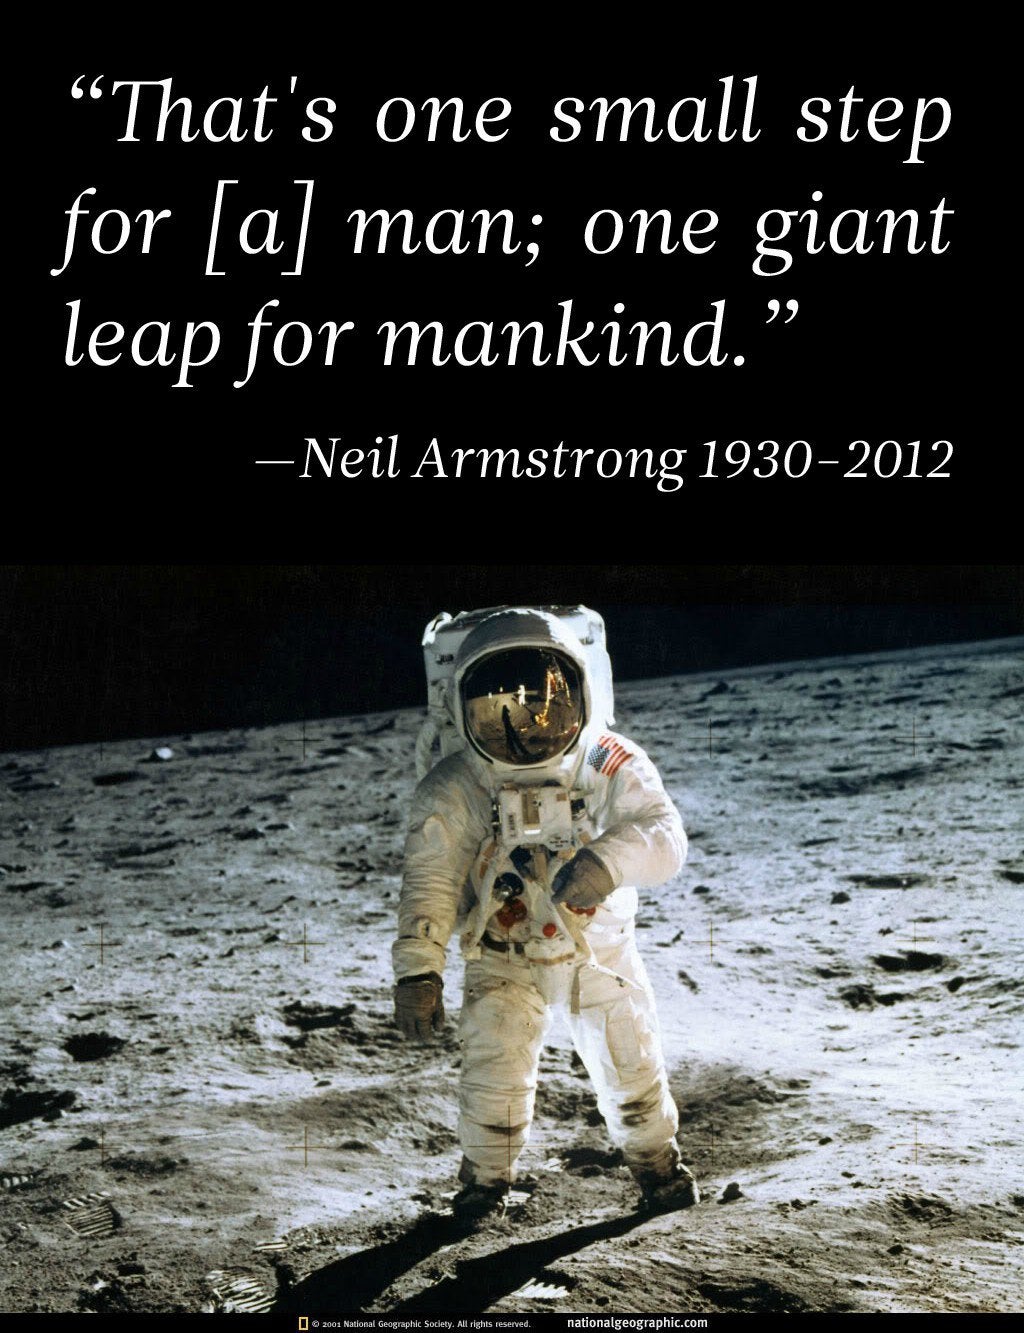 “That's one small step
for [a] man; one giant
leap for mankind.”
—Neil Armstrong 1930–2012
© 2001 National Geographic Society. All rights reserved. nationalgeographic.com